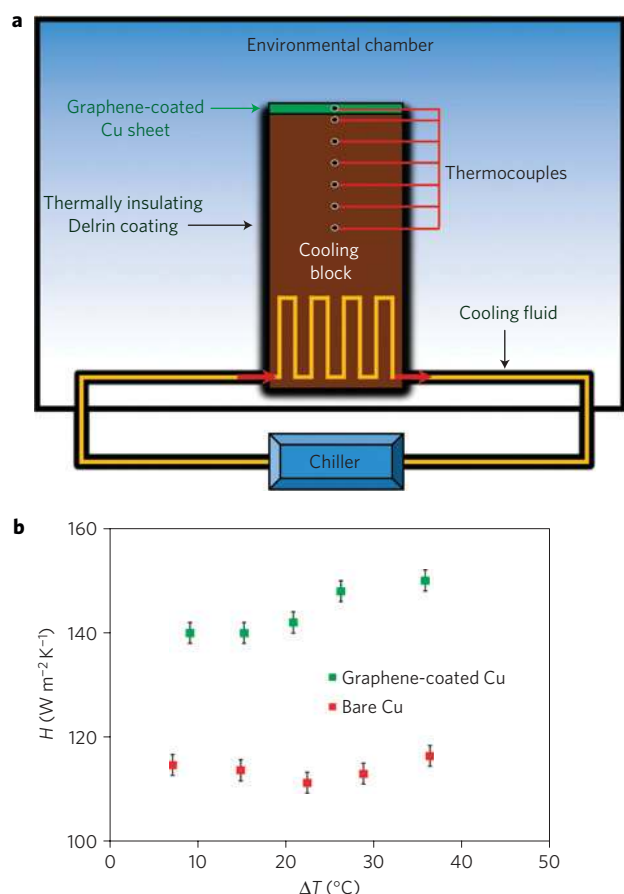 a
Environmental chamber
Graphene-coated
Cu sheet
Thermocouples
Thermally insulating
Delrin coating
Cooling
block
Cooling fluid
Chiller
b
160
140
120
100
H (W m⁻² K⁻¹)
Graphene-coated Cu
Bare Cu
0
10
20
30
40
50
ΔT (°C)